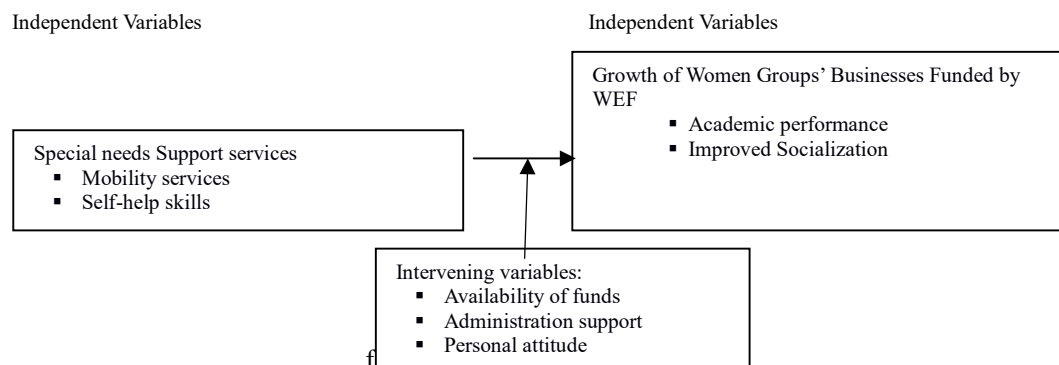 Independent Variables
Independent Variables
Growth of Women Groups' Businesses Funded by
WEF
▪ Academic performance
▪ Improved Socialization
Special needs Support services
▪ Mobility services
▪ Self-help skills
Intervening variables:
▪ Availability of funds
▪ Administration support
▪ Personal attitude
f